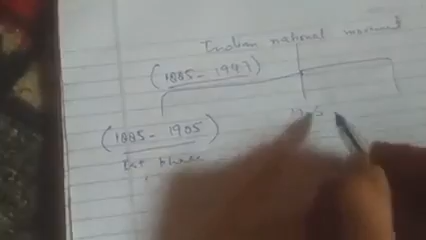 Indian national movement
(1885 - 1947)
(1885 - 1905)
1st phase